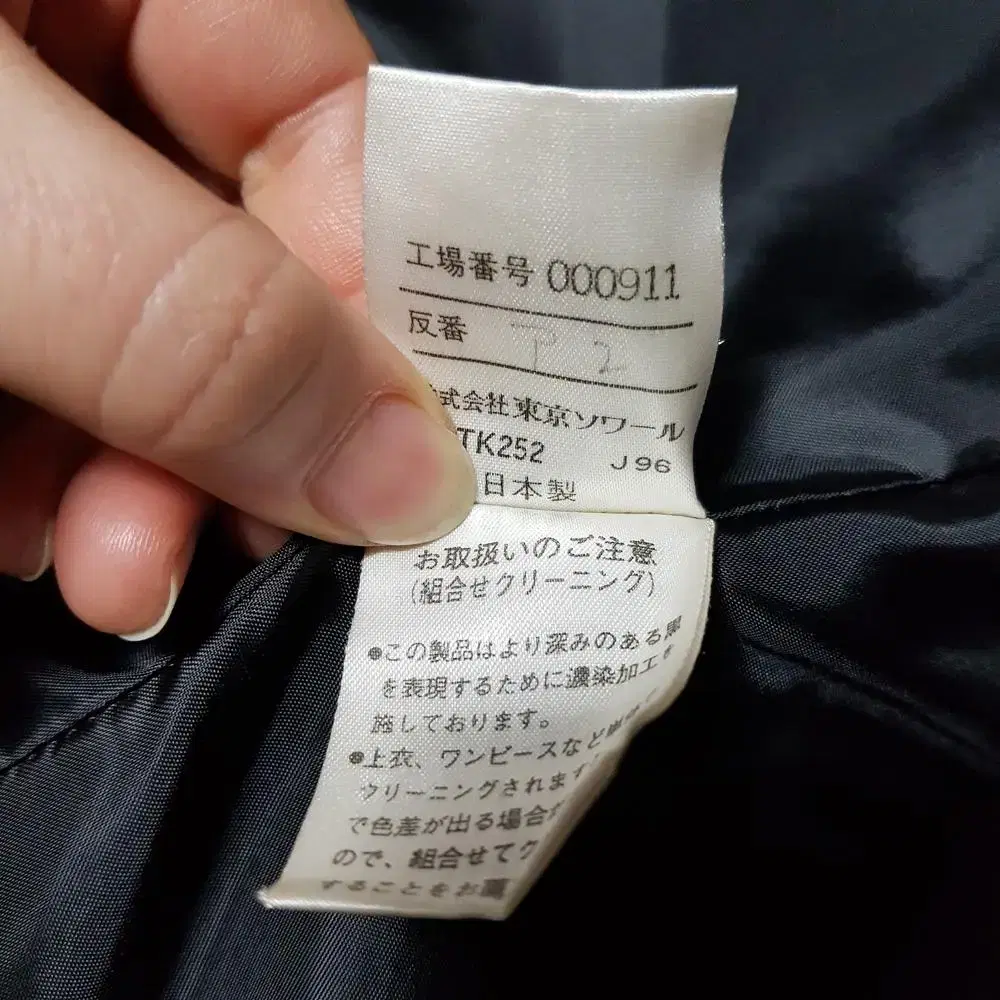 工場番号 000911
反番 P 2
式会社東京ソワール
TK252 J96
日本製
お取扱いのご注意
(組合せクリーニング)
●この製品はより深みのある黒
を表現するために濃染加工を
施しております。
●上衣、ワンピースなど
クリーニングされます
で色差が出る場合が
ので、組合せてク
することをお薦